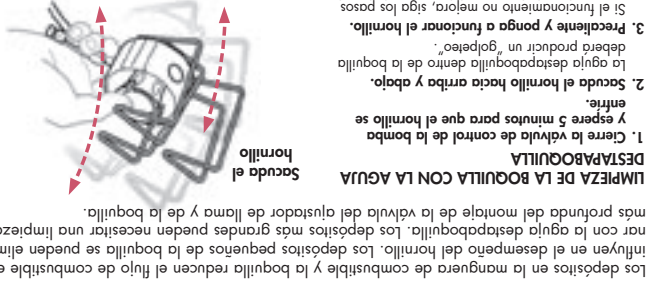 Los depósitos en la manguera de combustible y la boquilla reducen el flujo de combustible e
influyen en el desempeño del hornillo. Los depósitos pequeños de la boquilla se pueden elim
nar con la aguja destapaboquilla. Los depósitos más grandes pueden necesitar una limpieza
más profunda del montaje de la válvula del ajustador de llama y de la boquilla.
LIMPIEZA DE LA BOQUILLA CON LA AGUJA
DESTAPABOQUILLA
1. Cierre la válvula de control de la bomba
y espere 5 minutos para que el hornillo se
enfríe.
2. Sacuda el hornillo hacia arriba y abajo.
La aguja destapaboquilla dentro de la boquilla
deberá producir un "golpeteo".
3. Precaliente y ponga a funcionar el hornillo.
Si el funcionamiento no mejora, siga los pasos
Sacuda el
hornillo